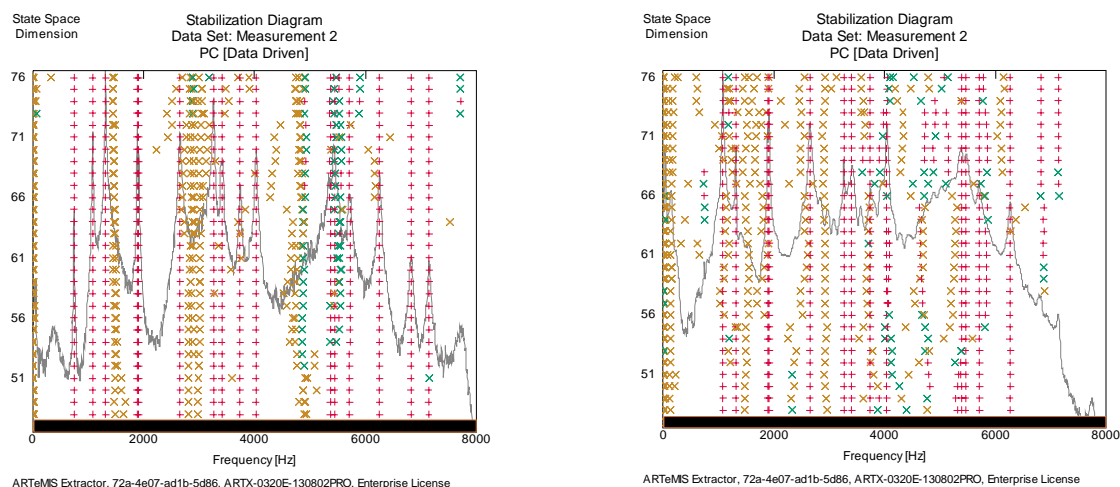 State Space
Dimension
Stabilization Diagram
Data Set: Measurement 2
PC [Data Driven]
76
71
66
61
56
51
0
2000
4000
6000
8000
Frequency [Hz]
ARTeMIS Extractor, 72a-4e07-ad1b-5d86, ARTX-0320E-130802PRO, Enterprise License
State Space
Dimension
Stabilization Diagram
Data Set: Measurement 2
PC [Data Driven]
76
71
66
61
56
51
0
2000
4000
6000
8000
Frequency [Hz]
ARTeMIS Extractor, 72a-4e07-ad1b-5d86, ARTX-0320E-130802PRO, Enterprise License